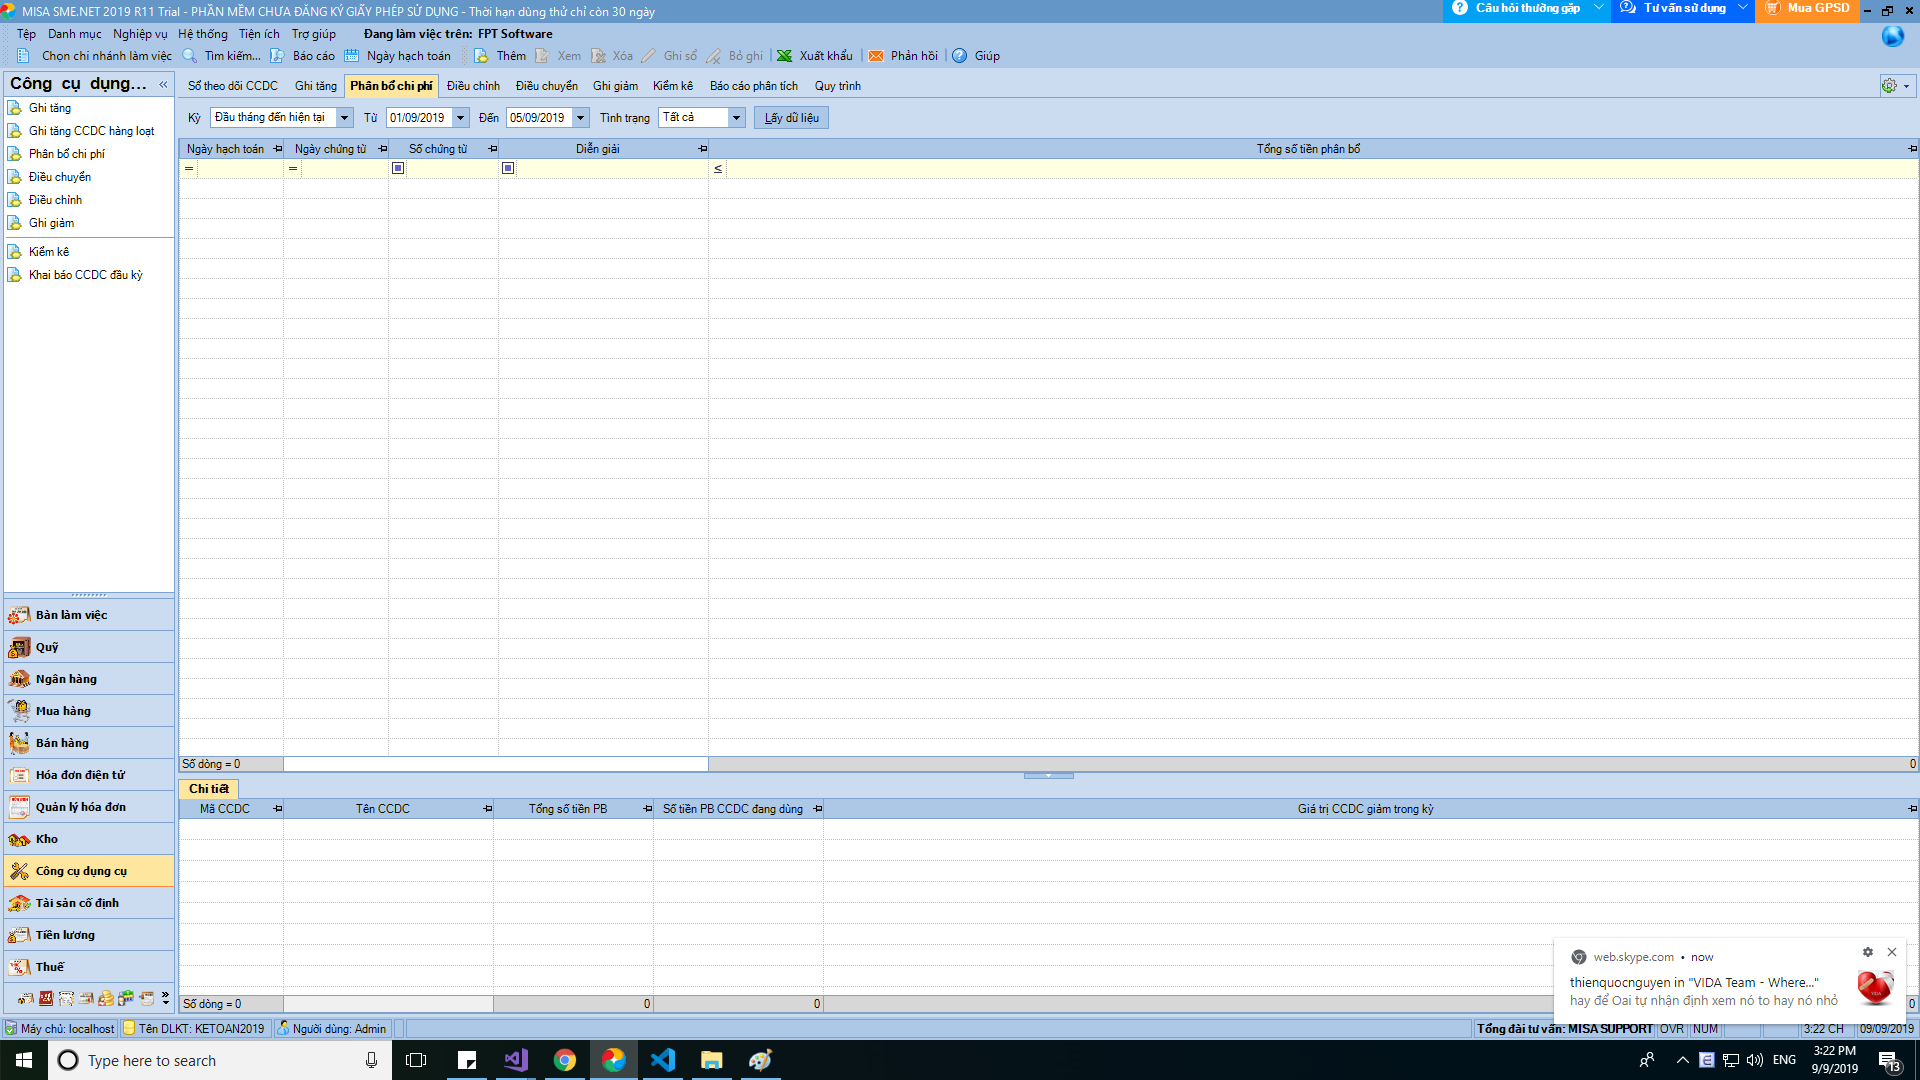 MISA SME.NET 2019 R11 Trial - PHẦN MỀM CHƯA ĐĂNG KÝ GIẤY PHÉP SỬ DỤNG - Thời hạn dùng thử chỉ còn 30 ngày
Câu hỏi thường gặp
Tư vấn sử dụng
Mua GPSD
Tệp Danh mục Nghiệp vụ Hệ thống Tiện ích Trợ giúp Đang làm việc trên: FPT Software
Chọn chi nhánh làm việc Tìm kiếm... Báo cáo Ngày hạch toán Thêm Xem Xóa Ghi sổ Bỏ ghi Xuất khẩu Phản hồi Giúp
Công cụ dụng... «
Ghi tăng
Ghi tăng CCDC hàng loạt
Phân bổ chi phí
Điều chuyển
Điều chỉnh
Ghi giảm
Kiểm kê
Khai báo CCDC đầu kỳ
Bàn làm việc
Quỹ
Ngân hàng
Mua hàng
Bán hàng
Hóa đơn điện tử
Quản lý hóa đơn
Kho
Công cụ dụng cụ
Tài sản cố định
Tiền lương
Thuế
Sổ theo dõi CCDC Ghi tăng Phân bổ chi phí Điều chỉnh Điều chuyển Ghi giảm Kiểm kê Báo cáo phân tích Quy trình
Kỳ Đầu tháng đến hiện tại Từ 01/09/2019 Đến 05/09/2019 Tình trạng Tất cả Lấy dữ liệu
Ngày hạch toán Ngày chứng từ Số chứng từ Diễn giải Tổng số tiền phân bổ
= = ≤
Số dòng = 0 0
Chi tiết
Mã CCDC Tên CCDC Tổng số tiền PB Số tiền PB CCDC đang dùng Giá trị CCDC giảm trong kỳ
Số dòng = 0 0 0 0
web.skype.com • now
thienquocnguyen in "VIDA Team - Where..."
hay để Oai tự nhận định xem nó to hay nó nhỏ
Máy chủ: localhost Tên DLKT: KETOAN2019 Người dùng: Admin Tổng đài tư vấn: MISA SUPPORT OVR NUM 3:22 CH 09/09/2019
Type here to search
ENG
3:22 PM
9/9/2019
13